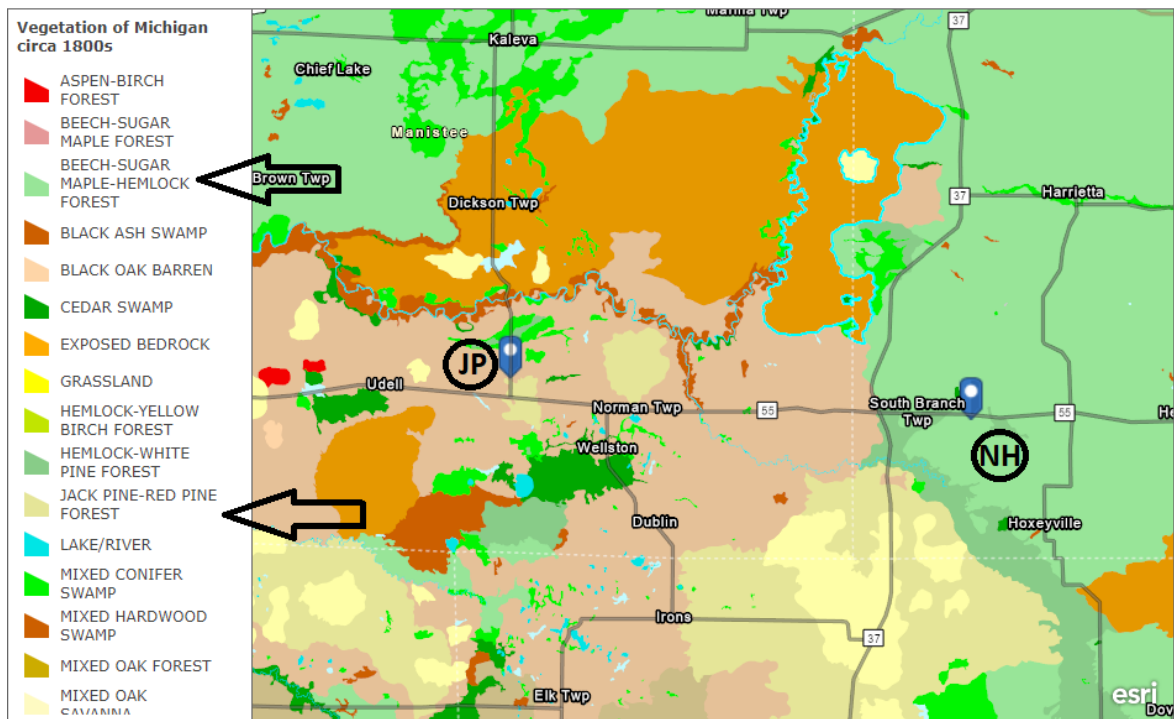 Vegetation of Michigan
circa 1800s
ASPEN-BIRCH
FOREST
BEECH-SUGAR
MAPLE FOREST
BEECH-SUGAR
MAPLE-HEMLOCK
FOREST
BLACK ASH SWAMP
BLACK OAK BARREN
CEDAR SWAMP
EXPOSED BEDROCK
GRASSLAND
HEMLOCK-YELLOW
BIRCH FOREST
HEMLOCK-WHITE
PINE FOREST
JACK PINE-RED PINE
FOREST
LAKE/RIVER
MIXED CONIFER
SWAMP
MIXED HARDWOOD
SWAMP
MIXED OAK FOREST
MIXED OAK
SAVANNA
37
Kaleva
Chief Lake
Manistee
Brown Twp
Dickson Twp
37
Harrietta
JP
Udell
Norman Twp
55
South Branch
Twp
55
Wellston
NH
Dublin
Hoxeyville
Irons
37
Elk Twp
esri